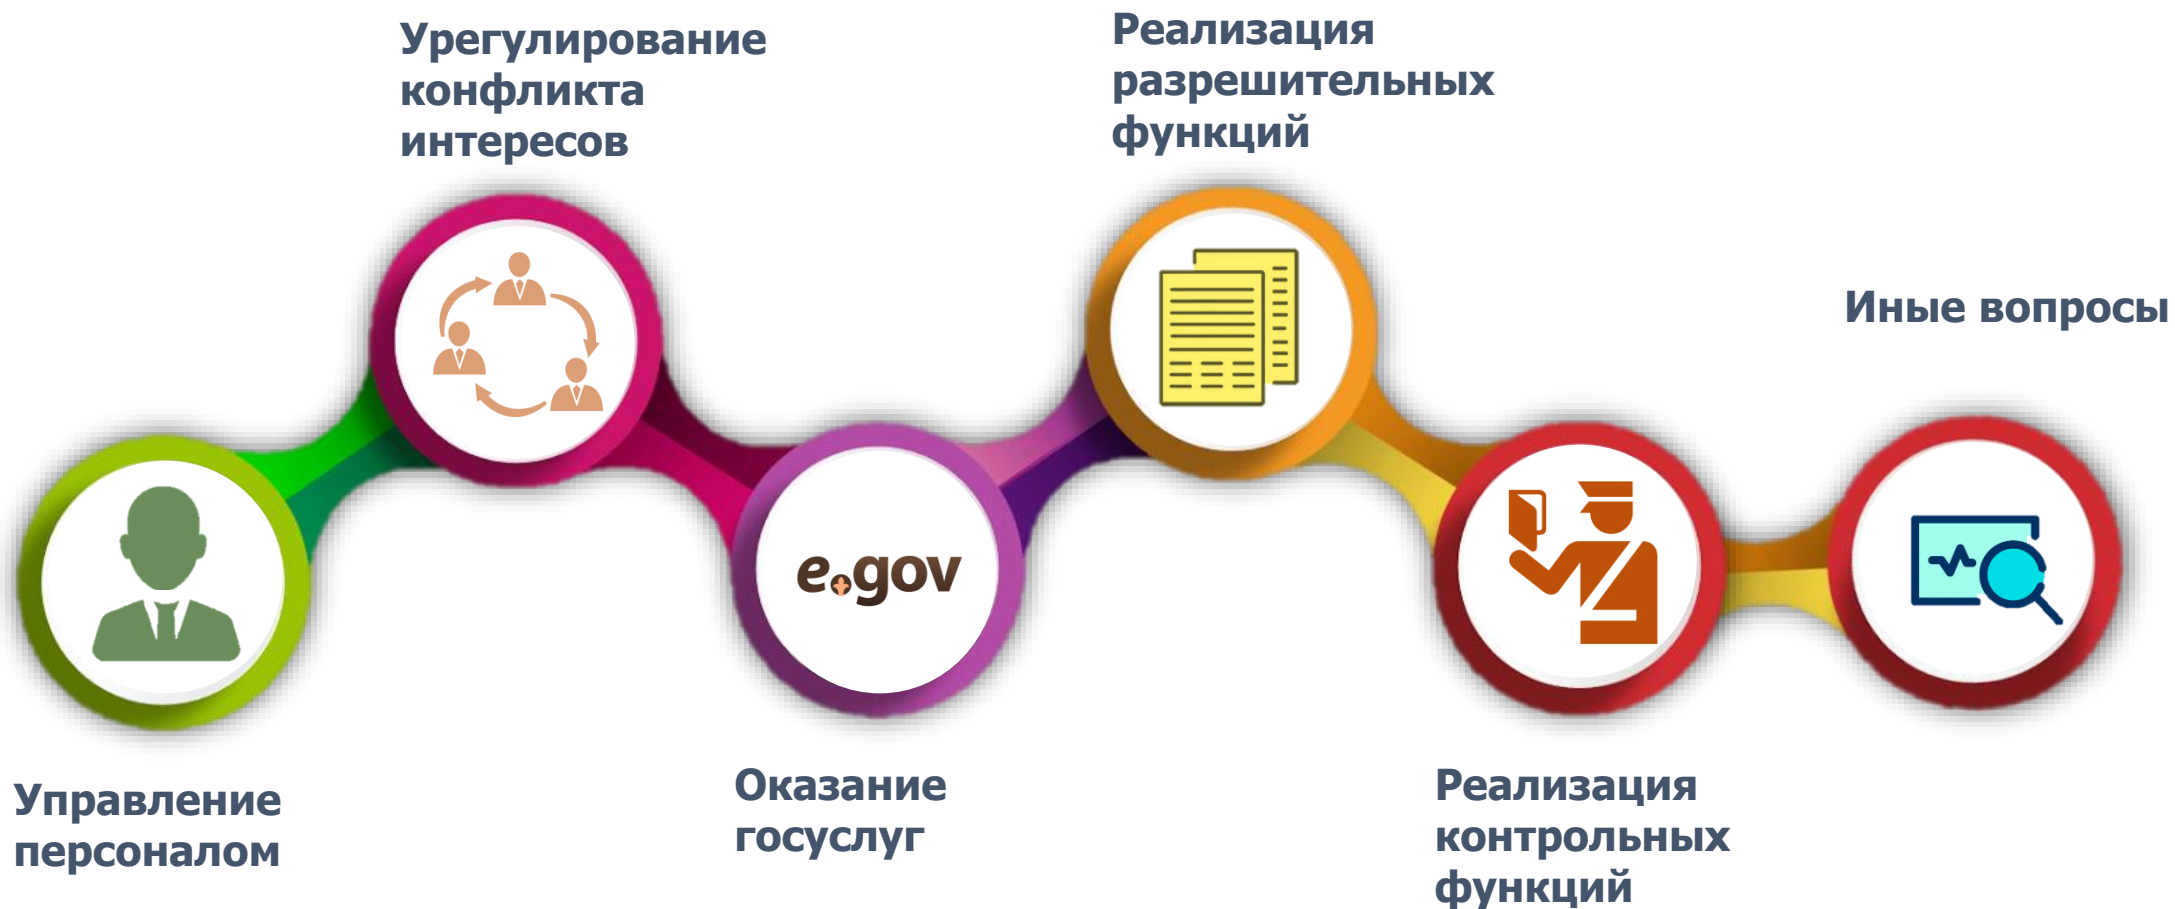 Урегулирование
конфликта
интересов
Реализация
разрешительных
функций
Иные вопросы
e.gov
Управление
персоналом
Оказание
госуслуг
Реализация
контрольных
функций